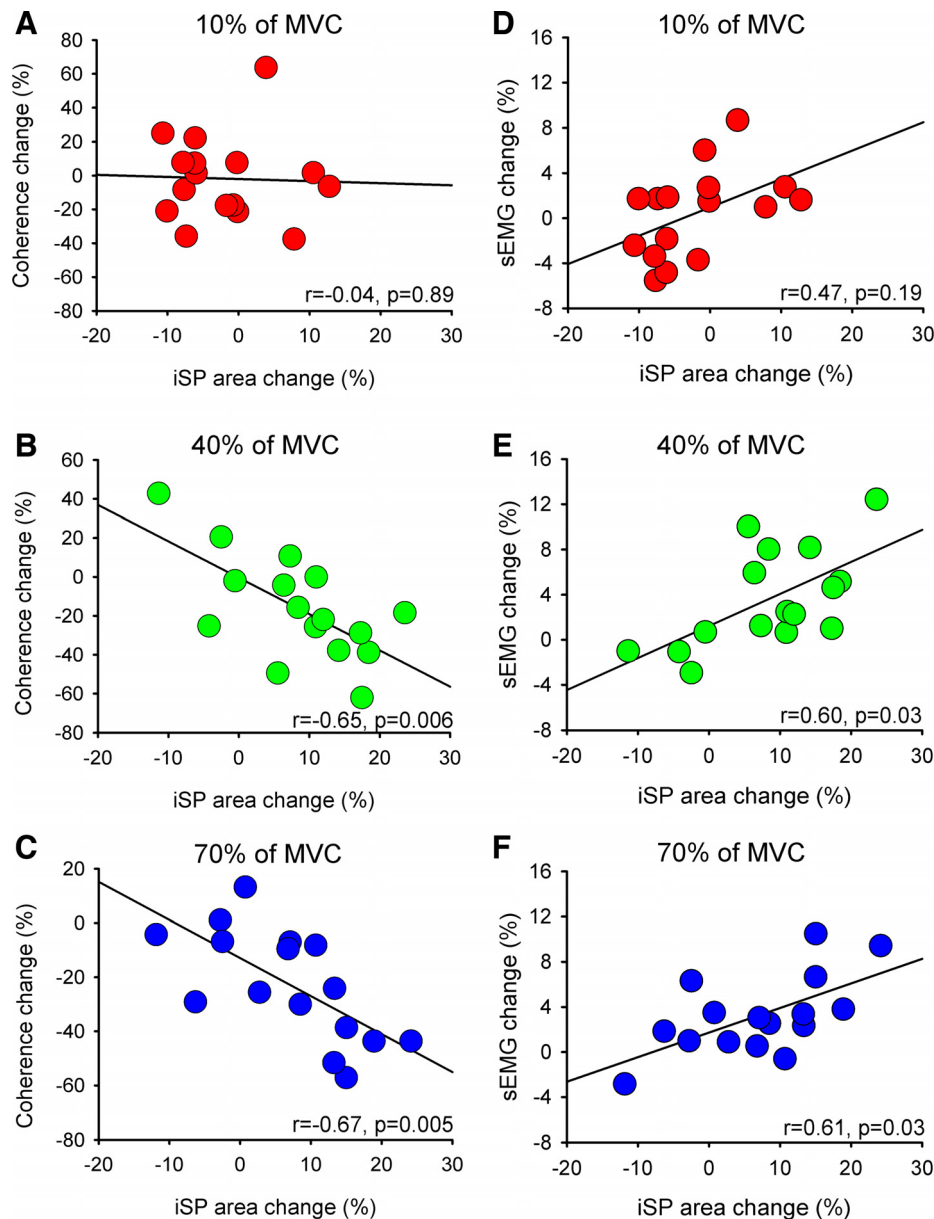 A
10% of MVC
Coherence change (%)
80
60
40
20
0
-20
-40
-60
-80
r=-0.04, p=0.89
-20 -10 0 10 20 30
iSP area change (%)
D
10% of MVC
sEMG change (%)
16
12
8
4
0
-4
-8
r=0.47, p=0.19
-20 -10 0 10 20 30
iSP area change (%)
B
40% of MVC
Coherence change (%)
60
40
20
0
-20
-40
-60
-80
r=-0.65, p=0.006
-20 -10 0 10 20 30
iSP area change (%)
E
40% of MVC
sEMG change (%)
16
12
8
4
0
-4
-8
r=0.60, p=0.03
-20 -10 0 10 20 30
iSP area change (%)
C
70% of MVC
Coherence change (%)
20
0
-20
-40
-60
-80
r=-0.67, p=0.005
-20 -10 0 10 20 30
iSP area change (%)
F
70% of MVC
sEMG change (%)
16
12
8
4
0
-4
-8
r=0.61, p=0.03
-20 -10 0 10 20 30
iSP area change (%)